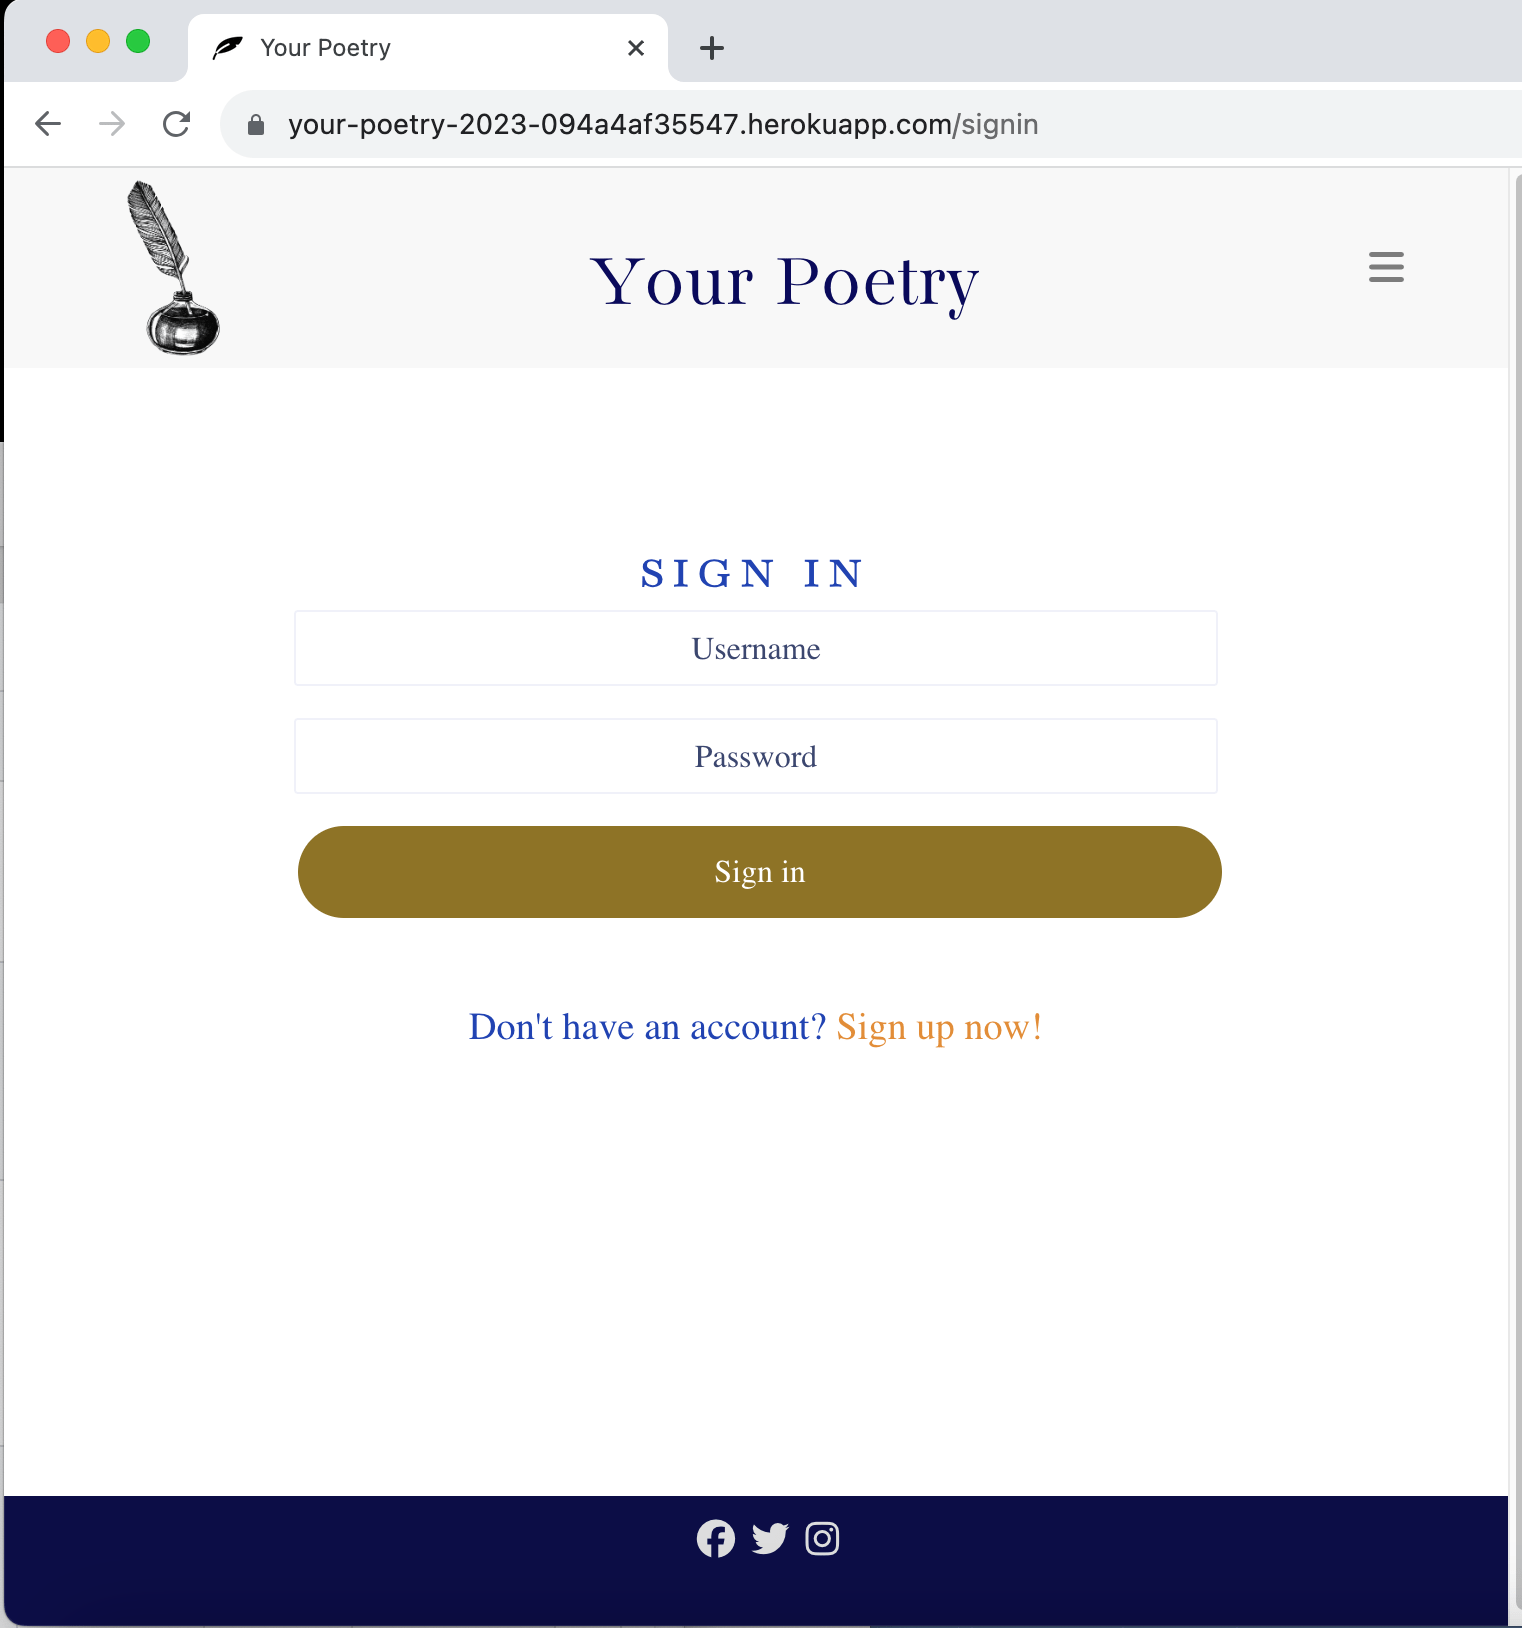 Your Poetry
your-poetry-2023-094a4af35547.herokuapp.com/signin
Your Poetry
SIGN IN
Username
Password
Sign in
Don't have an account? Sign up now!